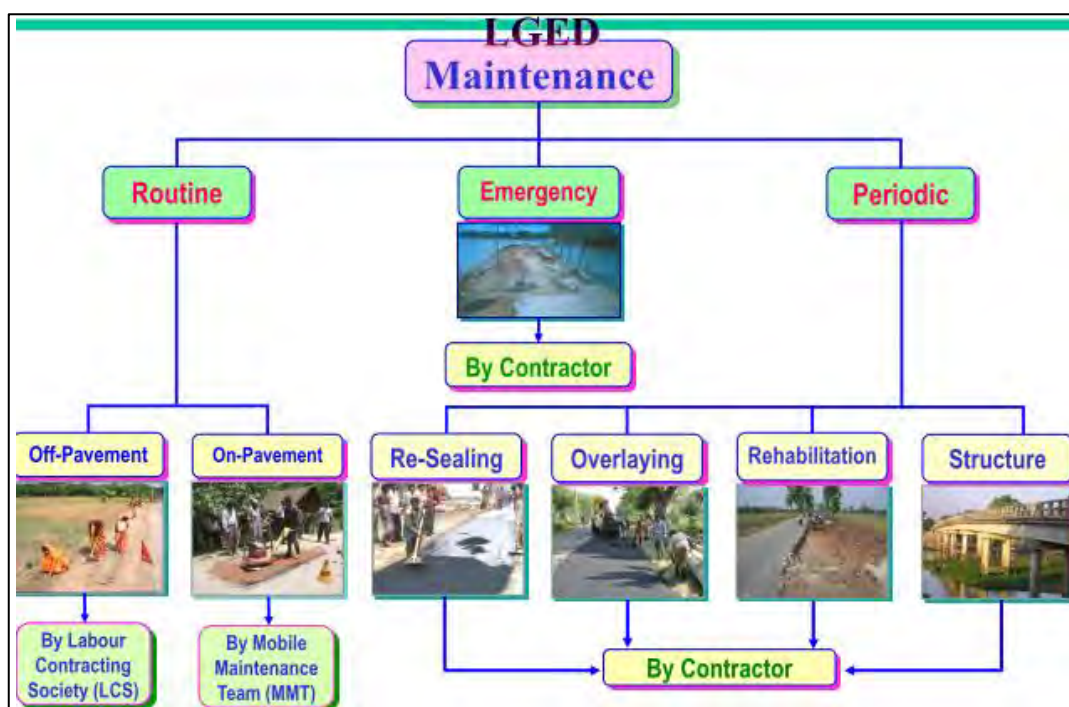 LGED
Maintenance
Routine
Emergency
Periodic
By Contractor
Off-Pavement
On-Pavement
Re-Sealing
Overlaying
Rehabilitation
Structure
By Labour
Contracting
Society (LCS)
By Mobile
Maintenance
Team (MMT)
By Contractor